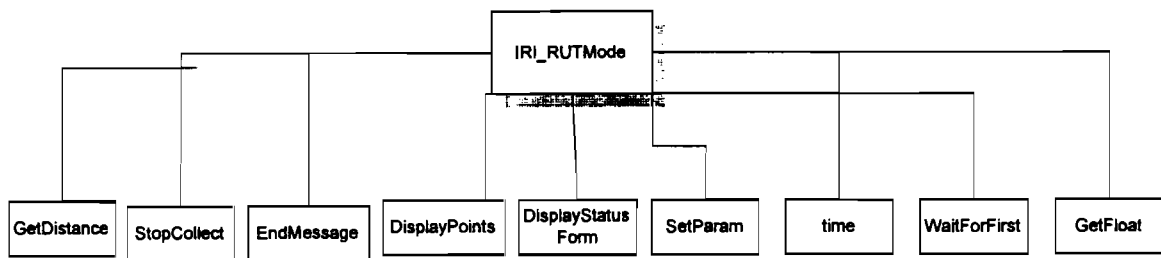 IRI_RUTMode
GetDistance
StopCollect
EndMessage
DisplayPoints
DisplayStatus
Form
SetParam
time
WaitForFirst
GetFloat